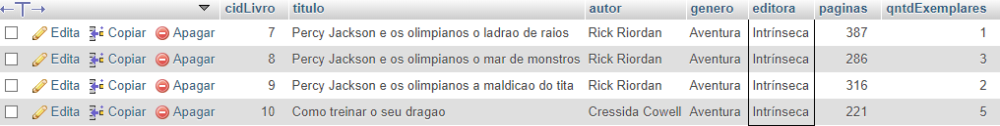 cidLivro titulo autor genero editora paginas qntdExemplares
Edita Copiar Apagar 7 Percy Jackson e os olimpianos o ladrao de raios Rick Riordan Aventura Intrínseca 387 1
Edita Copiar Apagar 8 Percy Jackson e os olimpianos o mar de monstros Rick Riordan Aventura Intrínseca 286 3
Edita Copiar Apagar 9 Percy Jackson e os olimpianos a maldicao do tita Rick Riordan Aventura Intrínseca 316 2
Edita Copiar Apagar 10 Como treinar o seu dragao Cressida Cowell Aventura Intrínseca 221 5